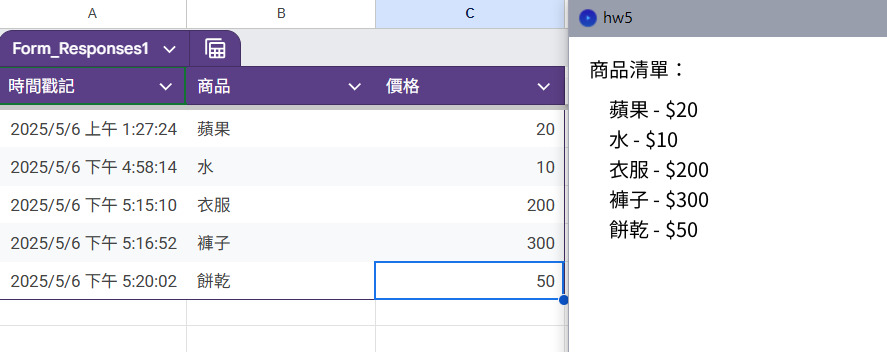 A B C
Form_Responses1
時間戳記 商品 價格
2025/5/6 上午 1:27:24 蘋果 20
2025/5/6 下午 4:58:14 水 10
2025/5/6 下午 5:15:10 衣服 200
2025/5/6 下午 5:16:52 褲子 300
2025/5/6 下午 5:20:02 餅乾 50
hw5
商品清單：
蘋果 - $20
水 - $10
衣服 - $200
褲子 - $300
餅乾 - $50